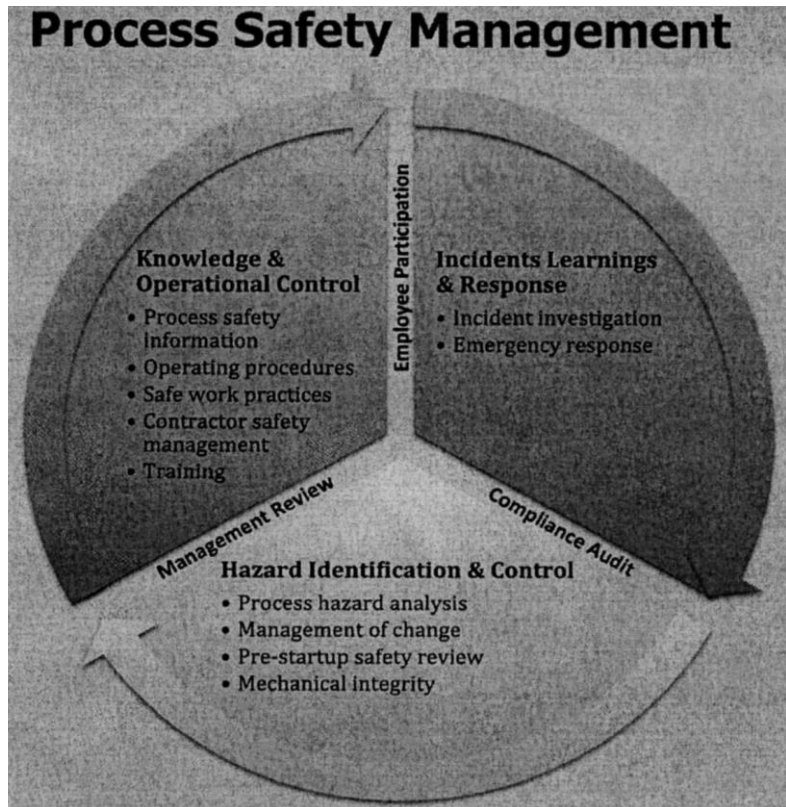 Process Safety Management
Knowledge &
Operational Control
• Process safety
information
• Operating procedures
• Safe work practices
• Contractor safety
management
• Training
Employee Participation
Incidents Learnings
& Response
• Incident investigation
• Emergency response
Management Review
Compliance Audit
Hazard Identification & Control
• Process hazard analysis
• Management of change
• Pre-startup safety review
• Mechanical integrity